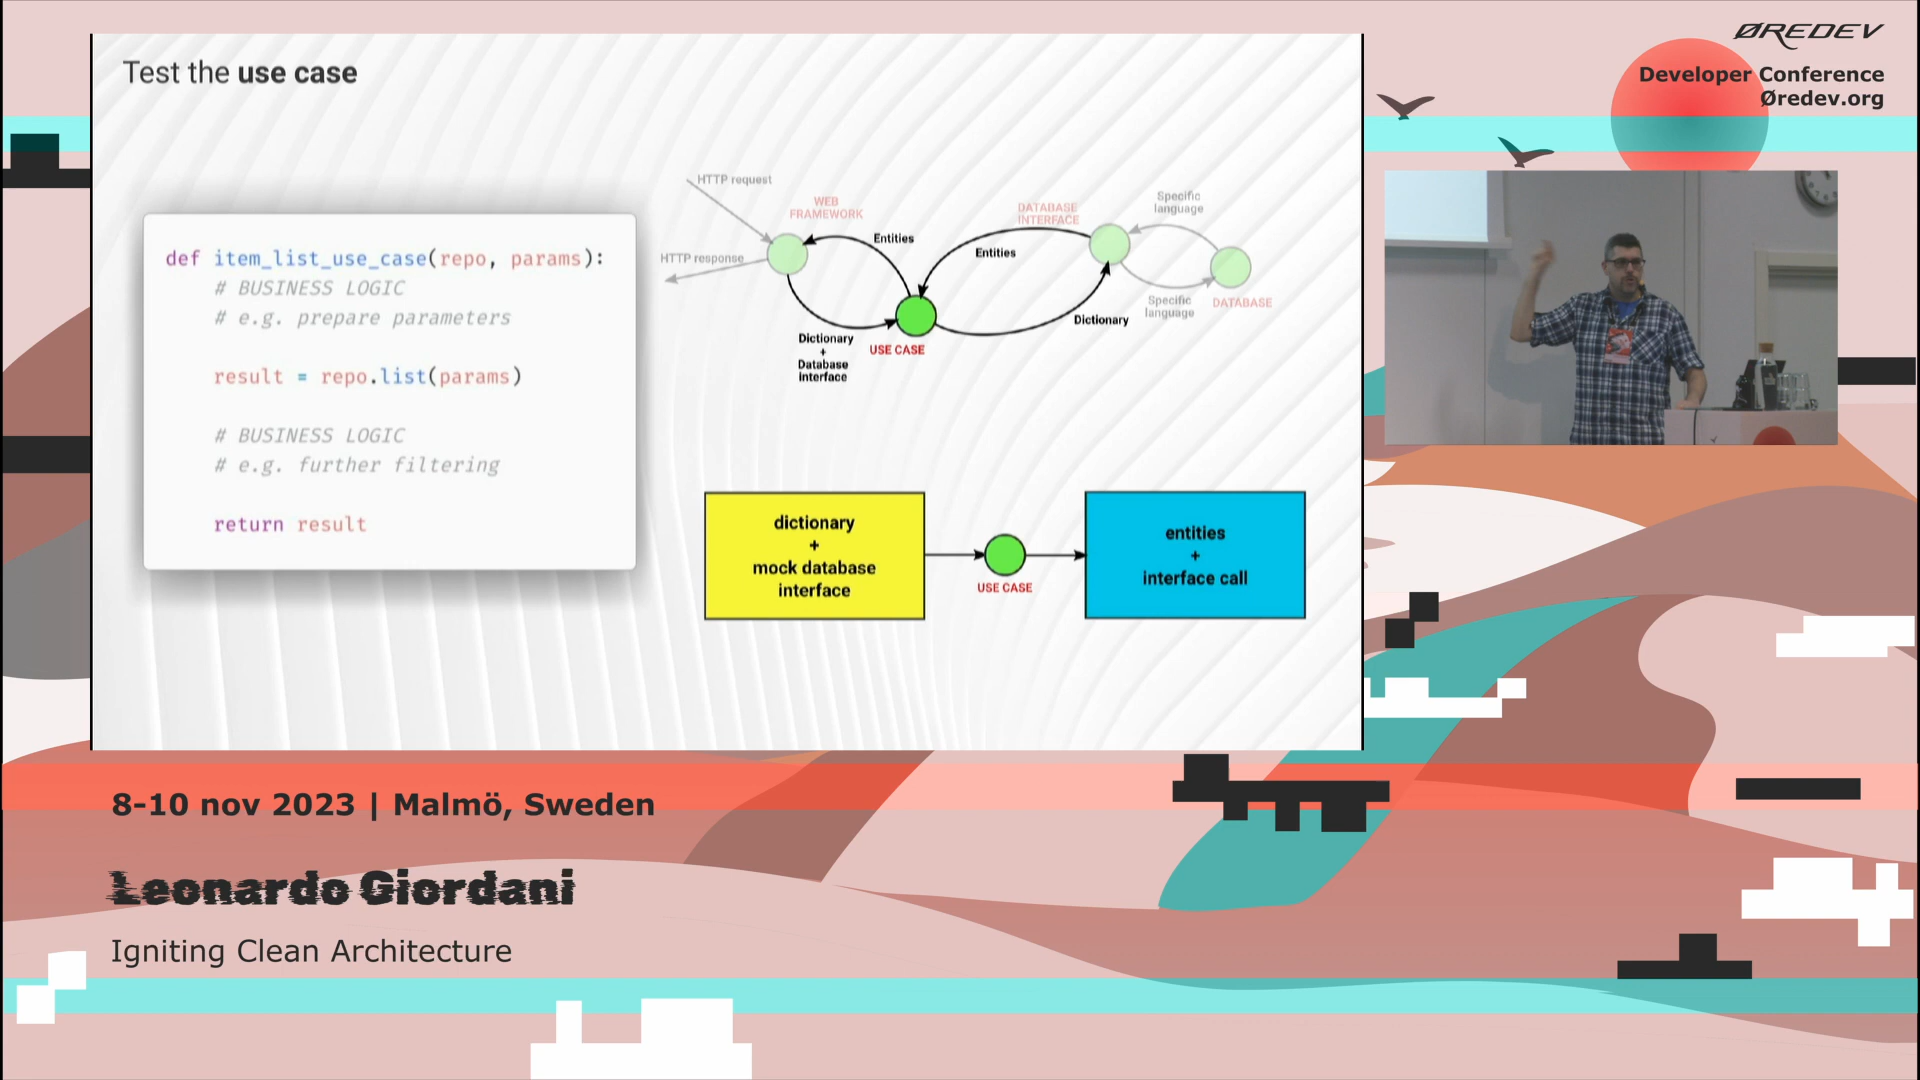 Test the use case
def item_list_use_case(repo, params):
# BUSINESS LOGIC
# e.g. prepare parameters
result = repo.list(params)
# BUSINESS LOGIC
# e.g. further filtering
return result
HTTP request
WEB
FRAMEWORK
HTTP response
Entities
Dictionary
+
Database
interface
USE CASE
Entities
DATABASE
INTERFACE
Dictionary
Specific
language
Specific
language
DATABASE
dictionary
+
mock database
interface
USE CASE
entities
+
interface call
ØREDEV
Developer Conference
Øredev.org
8-10 nov 2023 | Malmö, Sweden
Leonardo Giordani
Igniting Clean Architecture